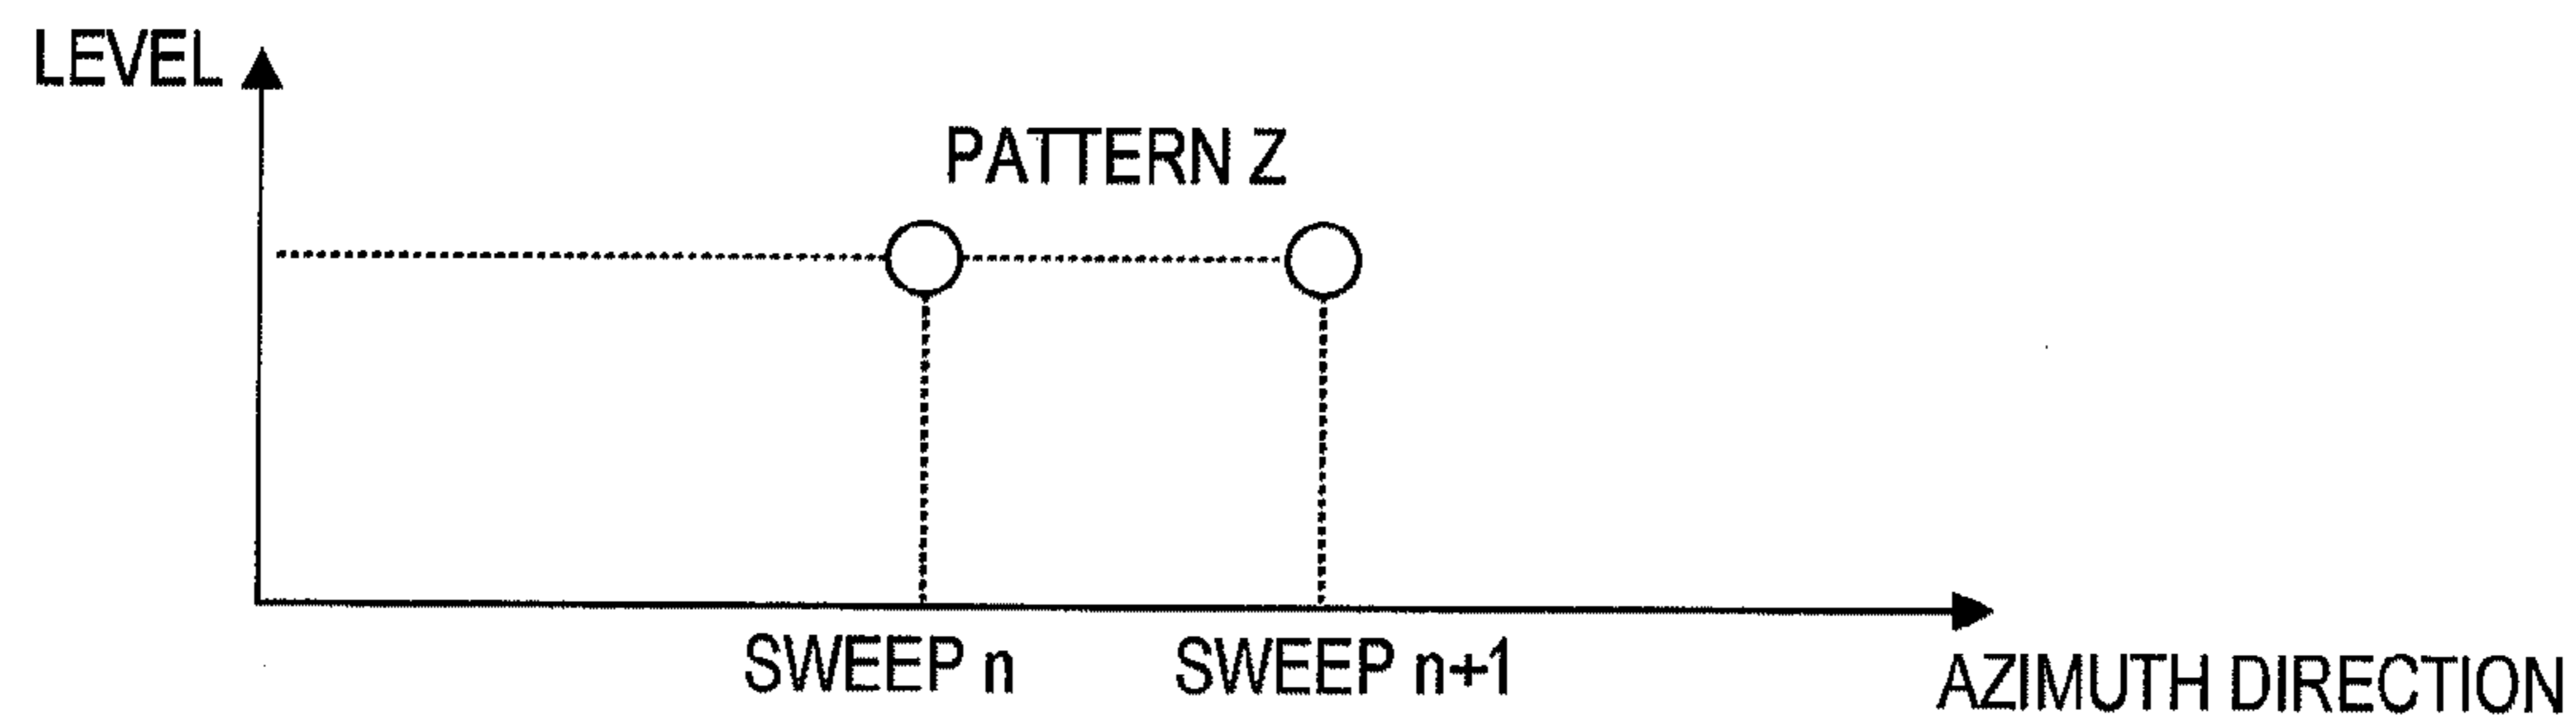 LEVEL
PATTERN Z
SWEEP n
SWEEP n+1
AZIMUTH DIRECTION